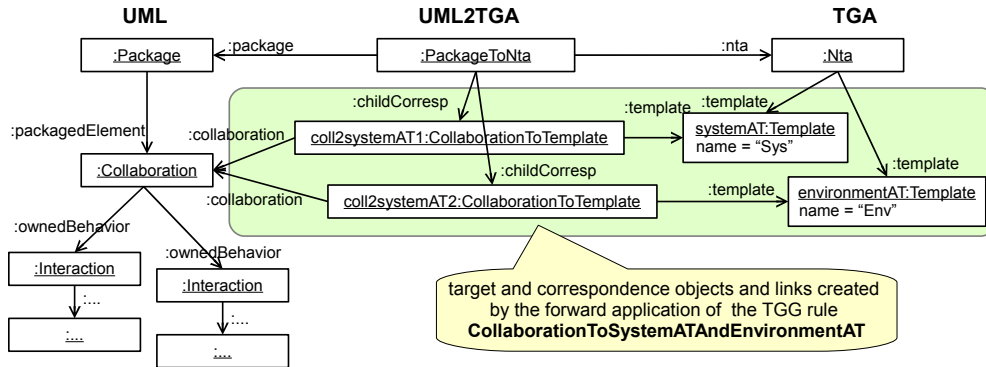 UML
UML2TGA
TGA
:package
:nta
:Package
:PackageToNta
:Nta
:childCorresp
:template
:template
:packagedElement
:collaboration
coll2systemAT1:CollaborationToTemplate
systemAT:Template
name = “Sys”
:Collaboration
:childCorresp
:template
:template
:collaboration
coll2systemAT2:CollaborationToTemplate
environmentAT:Template
name = “Env”
:ownedBehavior
:ownedBehavior
:Interaction
:Interaction
:...
:...
:....
:....
target and correspondence objects and links created
by the forward application of the TGG rule
CollaborationToSystemATAndEnvironmentAT